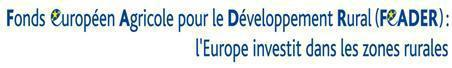 Fonds européen Agricole pour le Développement Rural (FeADER) :
l'Europe investit dans les zones rurales